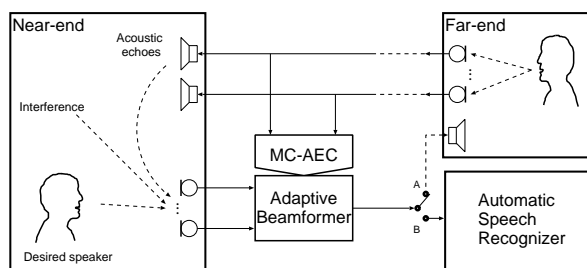 Near-end
Far-end
Acoustic
echoes
Interference
MC-AEC
Adaptive
Beamformer
A
B
Automatic
Speech
Recognizer
Desired speaker